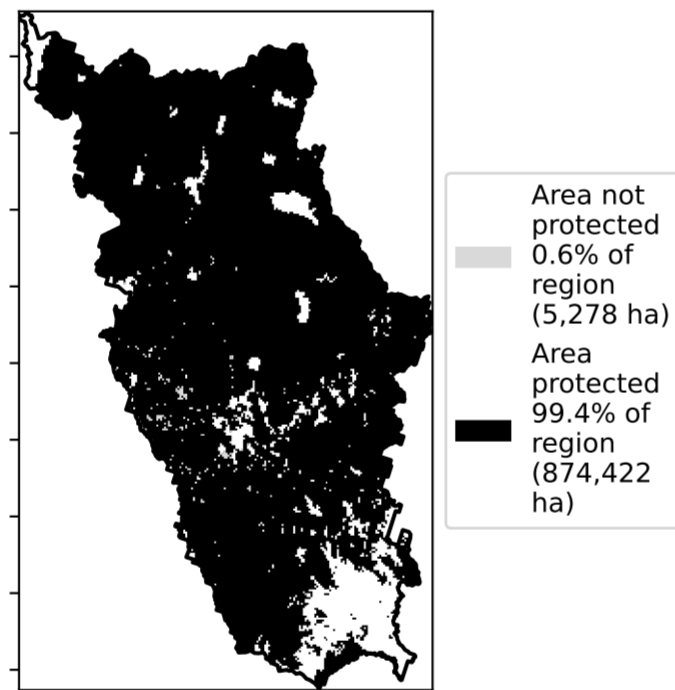 Area not
protected
0.6% of
region
(5,278 ha)
Area
protected
99.4% of
region
(874,422
ha)